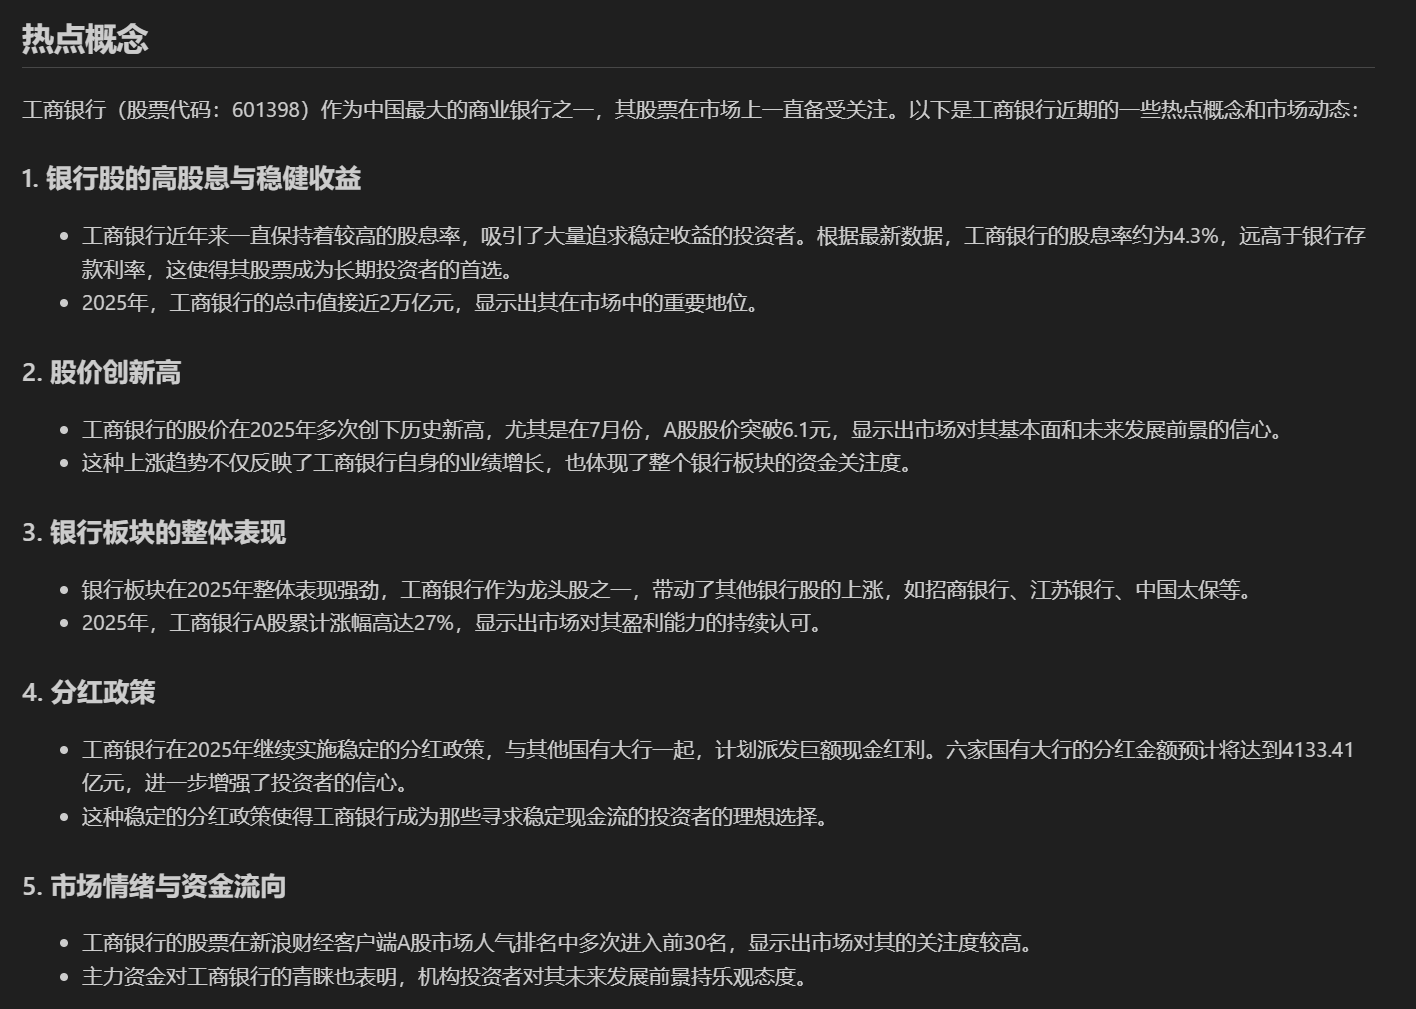 热点概念
工商银行（股票代码：601398）作为中国最大的商业银行之一，其股票在市场上一直备受关注。以下是工商银行近期的一些热点概念和市场动态：
1. 银行股的高股息与稳健收益
• 工商银行近年来一直保持着较高的股息率，吸引了大量追求稳定收益的投资者。根据最新数据，工商银行的股息率约为4.3%，远高于银行存
款利率，这使得其股票成为长期投资者的首选。
• 2025年，工商银行的总市值接近2万亿元，显示出其在市场中的重要地位。
2. 股价创新高
• 工商银行的股价在2025年多次创下历史新高，尤其是在7月份，A股股价突破6.1元，显示出市场对其基本面和未来发展前景的信心。
• 这种上涨趋势不仅反映了工商银行自身的业绩增长，也体现了整个银行板块的资金关注度。
3. 银行板块的整体表现
• 银行板块在2025年整体表现强劲，工商银行作为龙头股之一，带动了其他银行股的上涨，如招商银行、江苏银行、中国太保等。
• 2025年，工商银行A股累计涨幅高达27%，显示出市场对其盈利能力的持续认可。
4. 分红政策
• 工商银行在2025年继续实施稳定的分红政策，与其他国有大行一起，计划派发巨额现金红利。六家国有大行的分红金额预计将达到4133.41
亿元，进一步增强了投资者的信心。
• 这种稳定的分红政策使得工商银行成为那些寻求稳定现金流的投资者的理想选择。
5. 市场情绪与资金流向
• 工商银行的股票在新浪财经客户端A股市场人气排名中多次进入前30名，显示出市场对其的关注度较高。
• 主力资金对工商银行的青睐也表明，机构投资者对其未来发展前景持乐观态度。